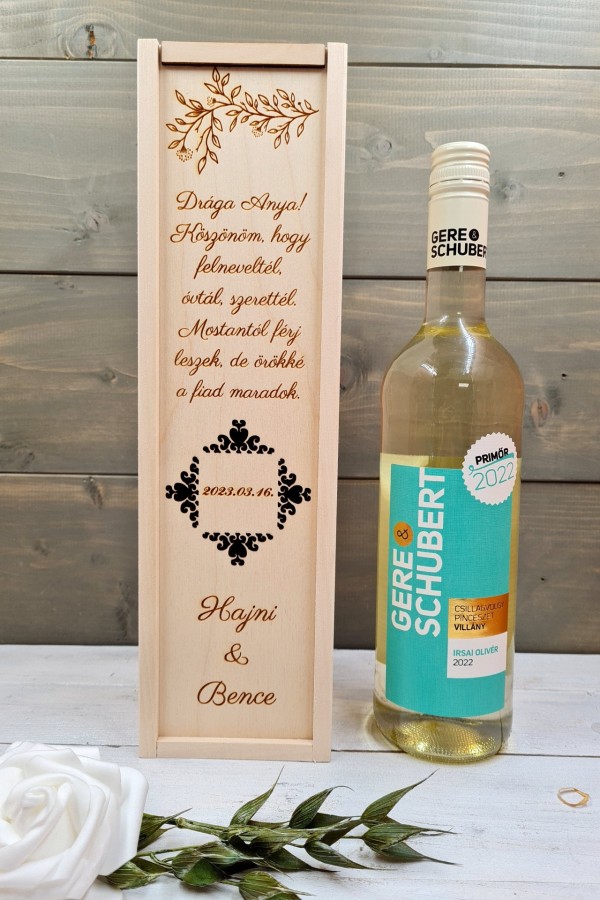 Drága Anya!
Köszönöm, hogy
felneveltél,
óvtál, szerettél.
Mostantól férj
leszek, de örökké
a fiad maradok.
2023.03.16.
Hajni
&
Bence
GERE &
SCHUBERT
PRIMŐR
2022
GERE &
SCHUBERT
CSILLAGVÖLGY
PINCÉSZET
VILLÁNY
IRSAI OLIVÉR
2022